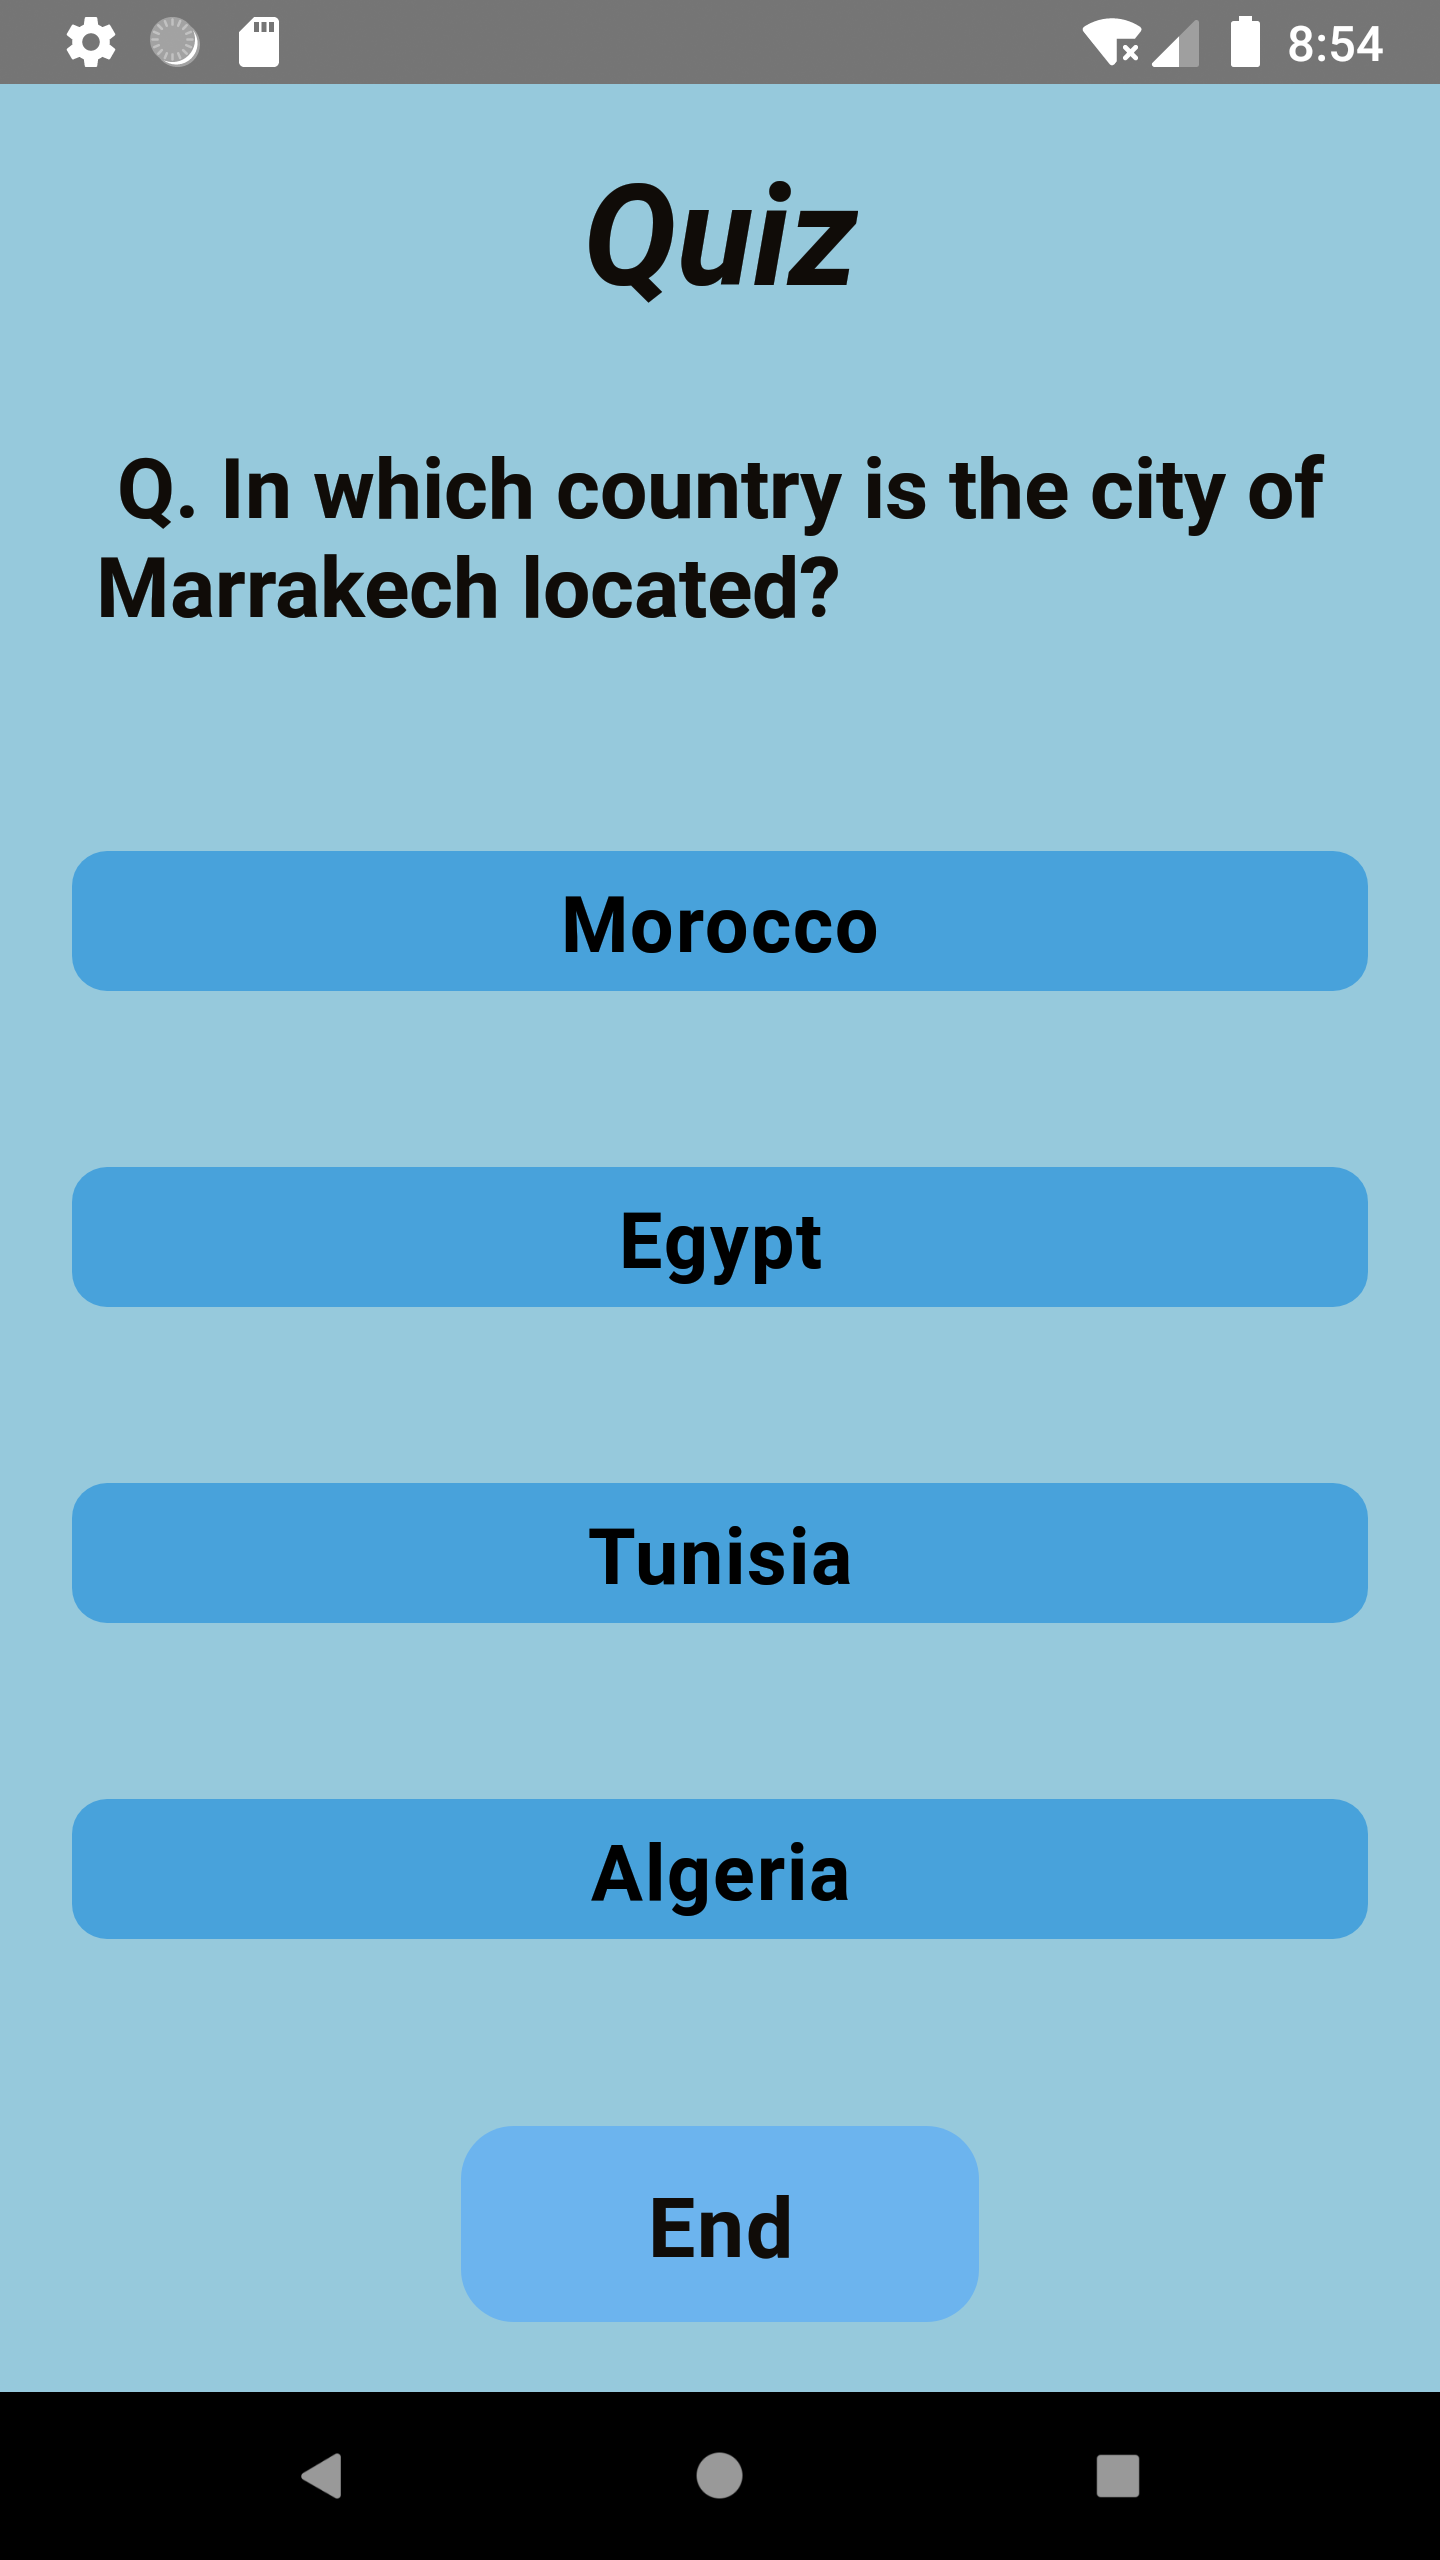 8:54
Quiz
Q. In which country is the city of
Marrakech located?
Morocco
Egypt
Tunisia
Algeria
End